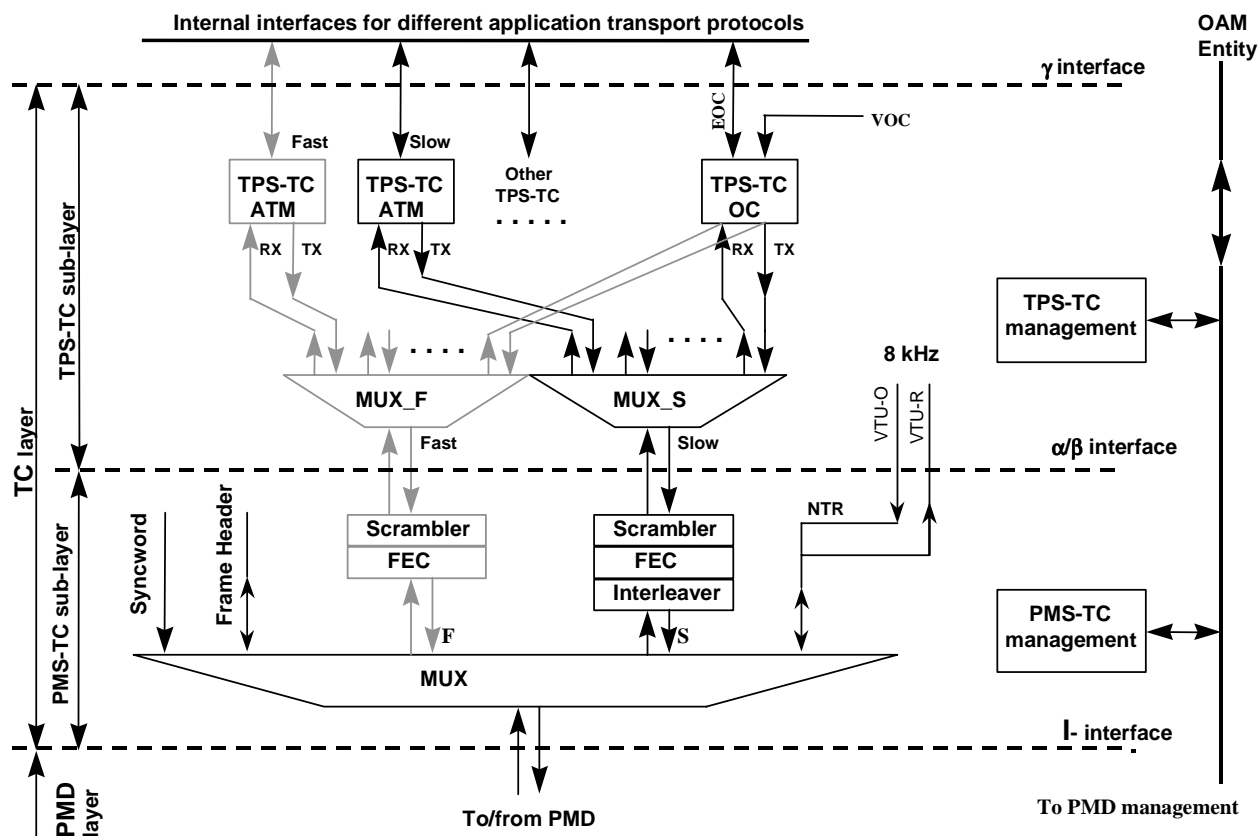 Internal interfaces for different application transport protocols
OAM
Entity
γ interface
EOC
VOC
Fast
Slow
TPS-TC
ATM
TPS-TC
ATM
Other
TPS-TC
. . . . .
TPS-TC
OC
RX
TX
RX
TX
RX
TX
TPS-TC sub-layer
TPS-TC
management
. . . .
. . . .
8 kHz
MUX_F
MUX_S
VTU-O
VTU-R
Fast
Slow
α/β interface
TC layer
PMS-TC sub-layer
Syncword
Frame Header
Scrambler
FEC
Scrambler
FEC
Interleaver
NTR
PMS-TC
management
F
S
MUX
I- interface
PMD
layer
To/from PMD
To PMD management